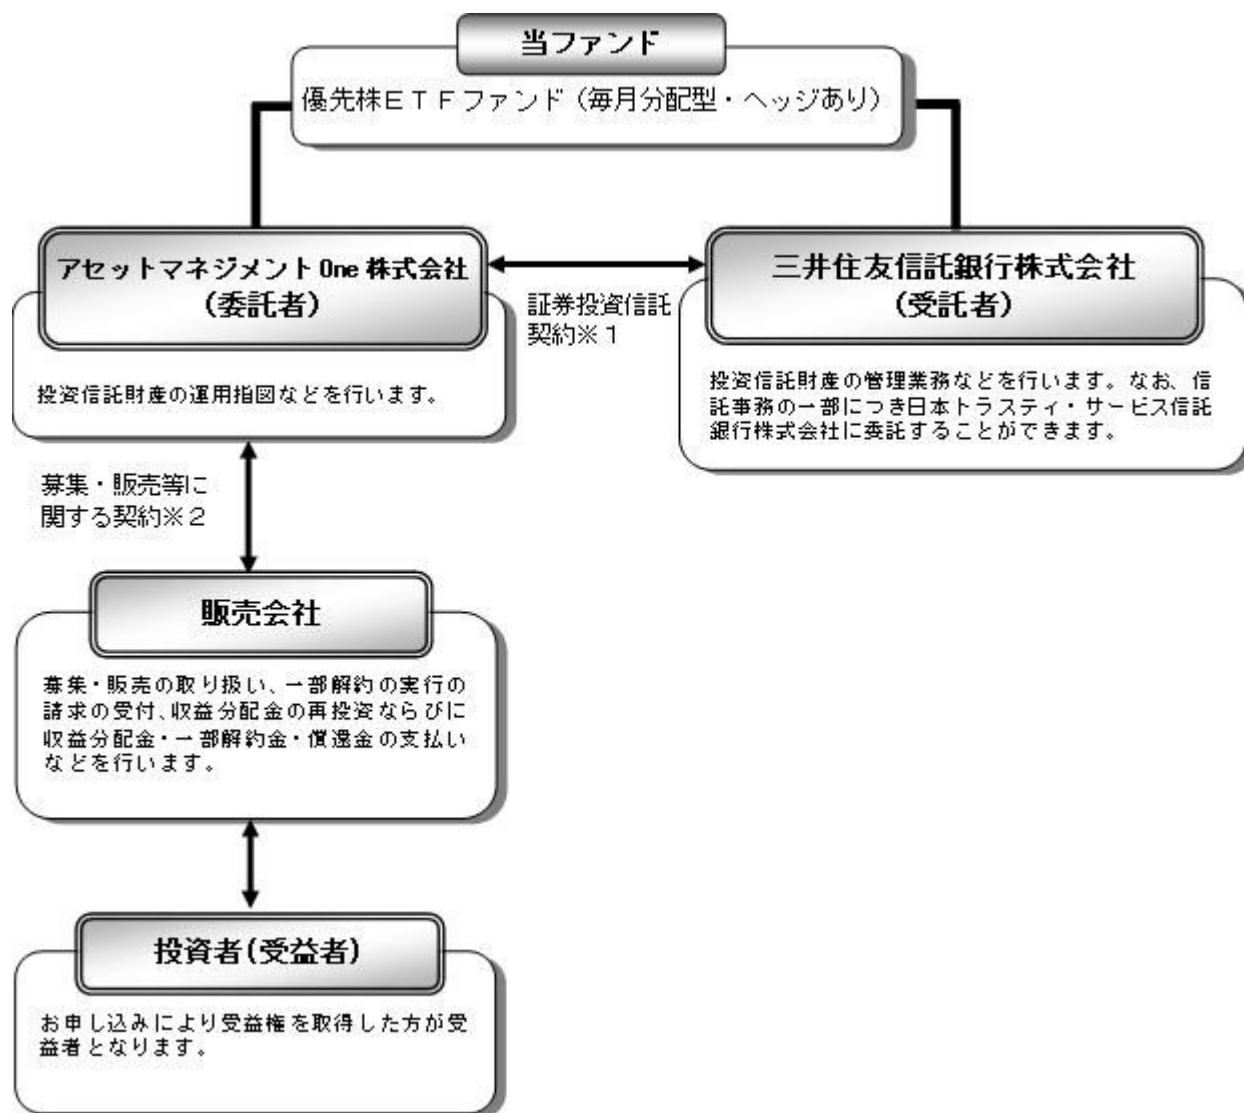 当ファンド
優先株ＥＴＦファンド（毎月分配型・ヘッジあり）
アセットマネジメント One 株式会社
（委託者）
投資信託財産の運用指図などを行います。
証券投資信託
契約※１
三井住友信託銀行株式会社
（受託者）
投資信託財産の管理業務などを行います。なお、信
託事務の一部につき日本トラスティ・サービス信託
銀行株式会社に委託することができます。
募集・販売等に
関する契約※２
販売会社
募集・販売の取り扱い、一部解約の実行の
請求の受付、収益分配金の再投資ならびに
収益分配金・一部解約金・償還金の支払い
などを行います。
投資者（受益者）
お申し込みにより受益権を取得した方が受
益者となります。